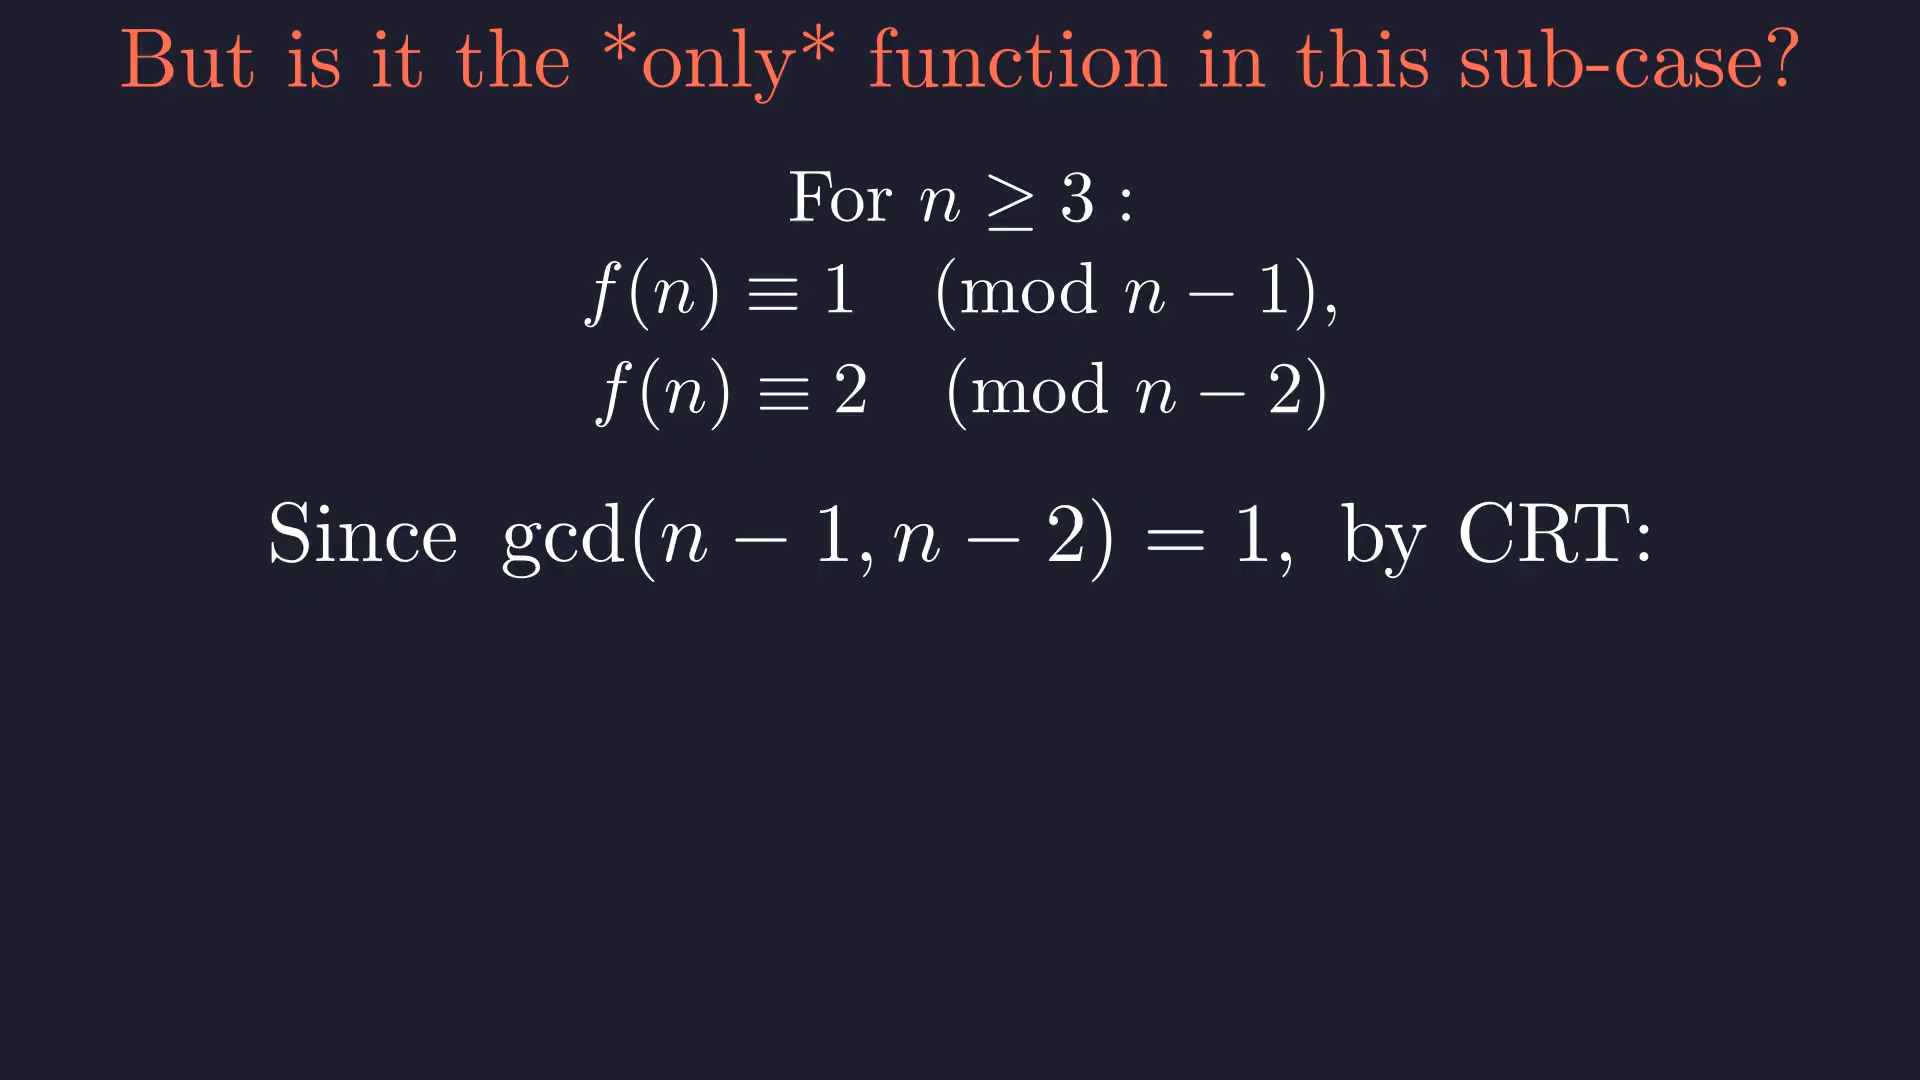 But is it the *only* function in this sub-case?
For n ≥ 3 :
f(n) ≡ 1 (mod n − 1),
f(n) ≡ 2 (mod n − 2)
Since gcd(n − 1, n − 2) = 1, by CRT: